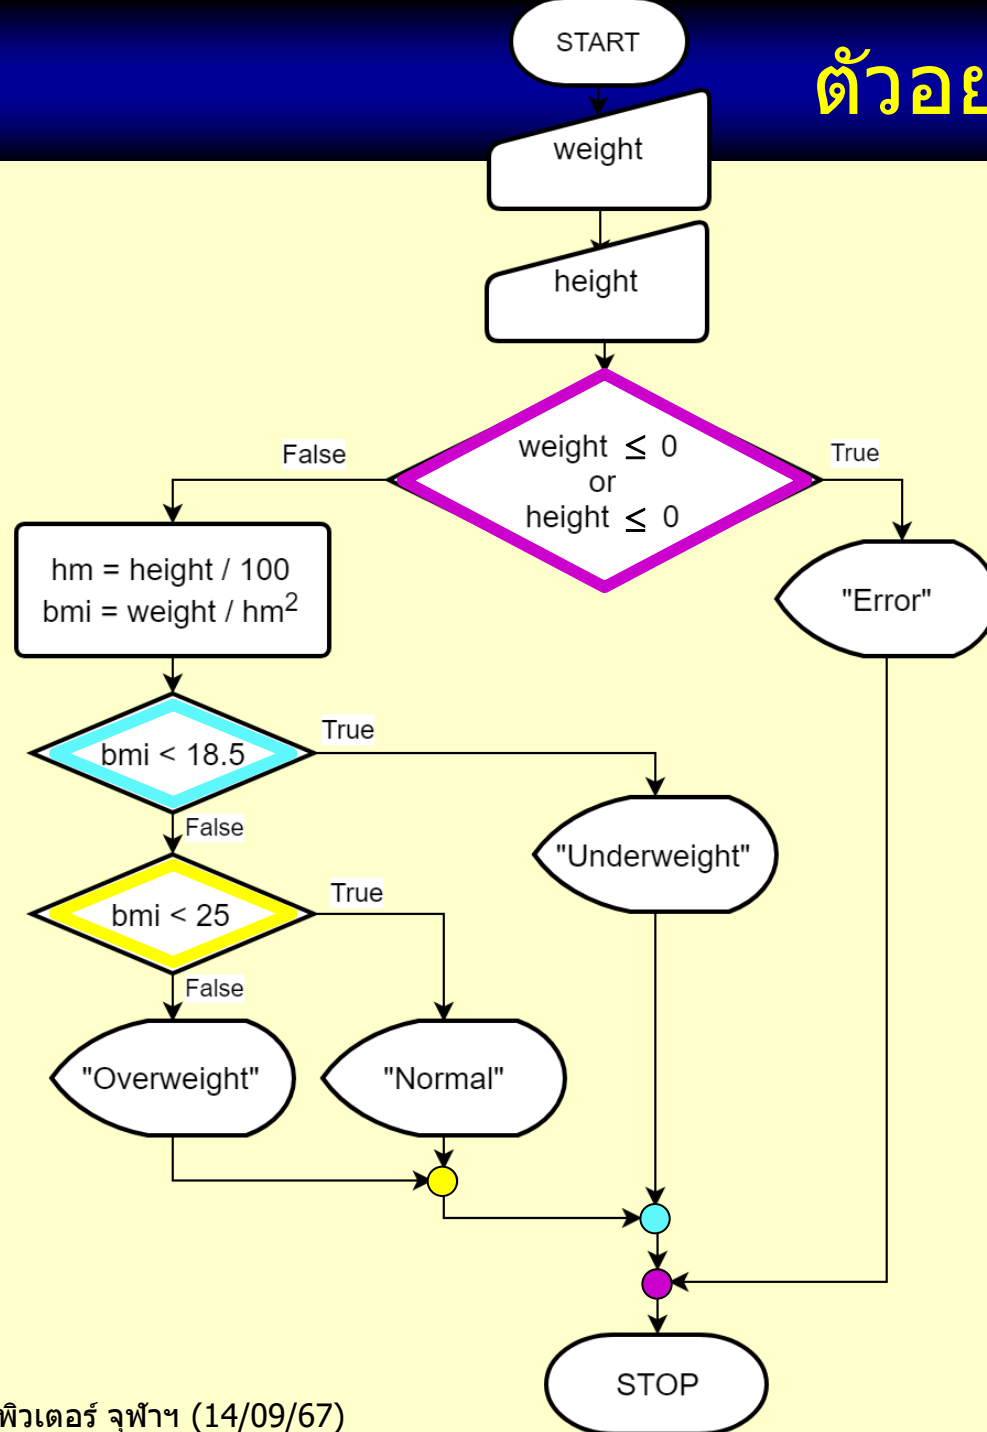 START
ตัวอย
weight
height
weight ≤ 0
or
height ≤ 0
False
True
hm = height / 100
bmi = weight / hm²
"Error"
bmi < 18.5
True
False
"Underweight"
bmi < 25
True
False
"Overweight"
"Normal"
STOP
พิวเตอร์ จุฬาฯ (14/09/67)